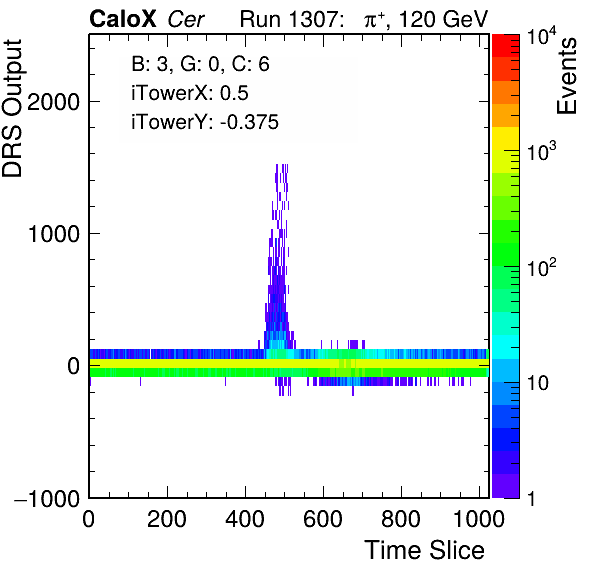 CaloX Cer Run 1307: π⁺, 120 GeV
B: 3, G: 0, C: 6
iTowerX: 0.5
iTowerY: -0.375
DRS Output
2000
1000
0
−1000
0 200 400 600 800 1000
Time Slice
Events
10⁴
10³
10²
10
1